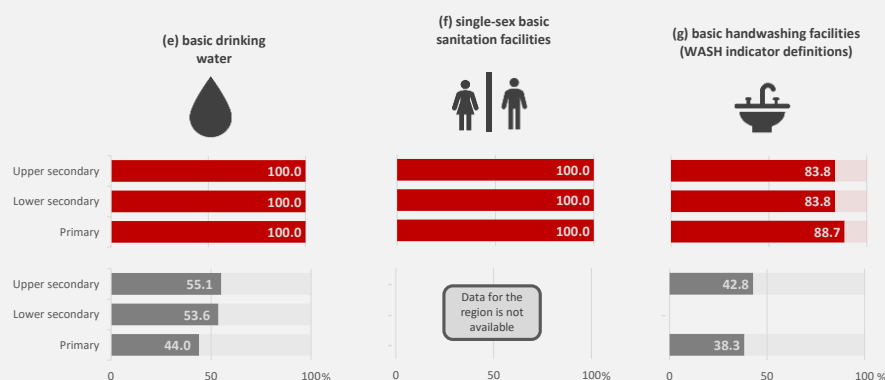 (e) basic drinking
water
(f) single-sex basic
sanitation facilities
(g) basic handwashing facilities
(WASH indicator definitions)
Upper secondary 100.0 100.0 83.8
Lower secondary 100.0 100.0 83.8
Primary 100.0 100.0 88.7
Upper secondary 55.1 42.8
Lower secondary 53.6
Primary 44.0 38.3
Data for the
region is not
available
0 50 100% 0 50 100% 0 50 100%